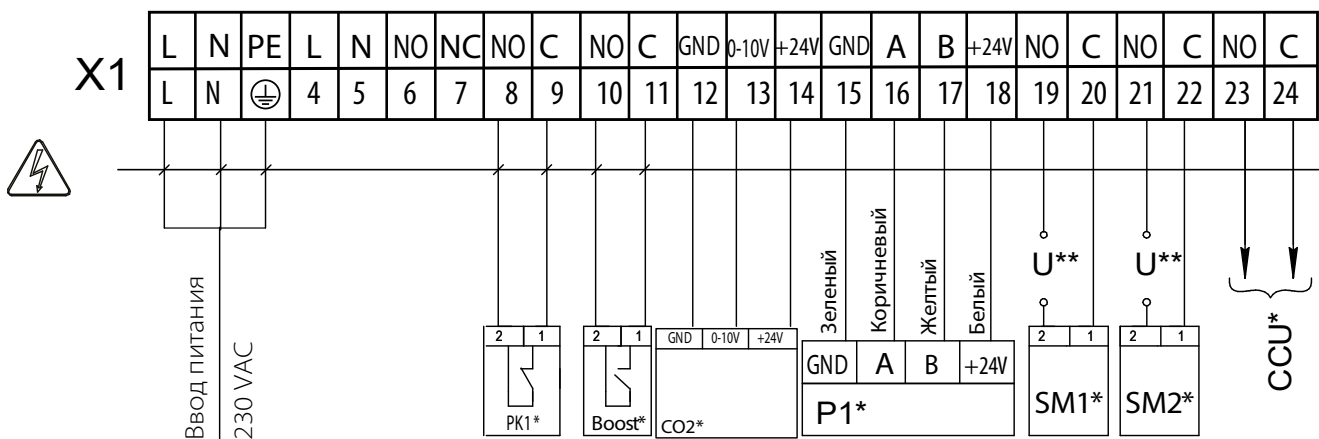 X1
L N PE L N NO NC NO C NO C GND 0-10V +24V GND A B +24V NO C NO C NO C
L N 4 5 6 7 8 9 10 11 12 13 14 15 16 17 18 19 20 21 22 23 24
Ввод питания
230 VAC
2 1
PK1*
2 1
Boost*
GND 0-10V +24V
CO2*
Зеленый
Коричневый
Желтый
Белый
GND A B +24V
P1*
U**
2 1
SM1*
U**
2 1
SM2*
CCU*